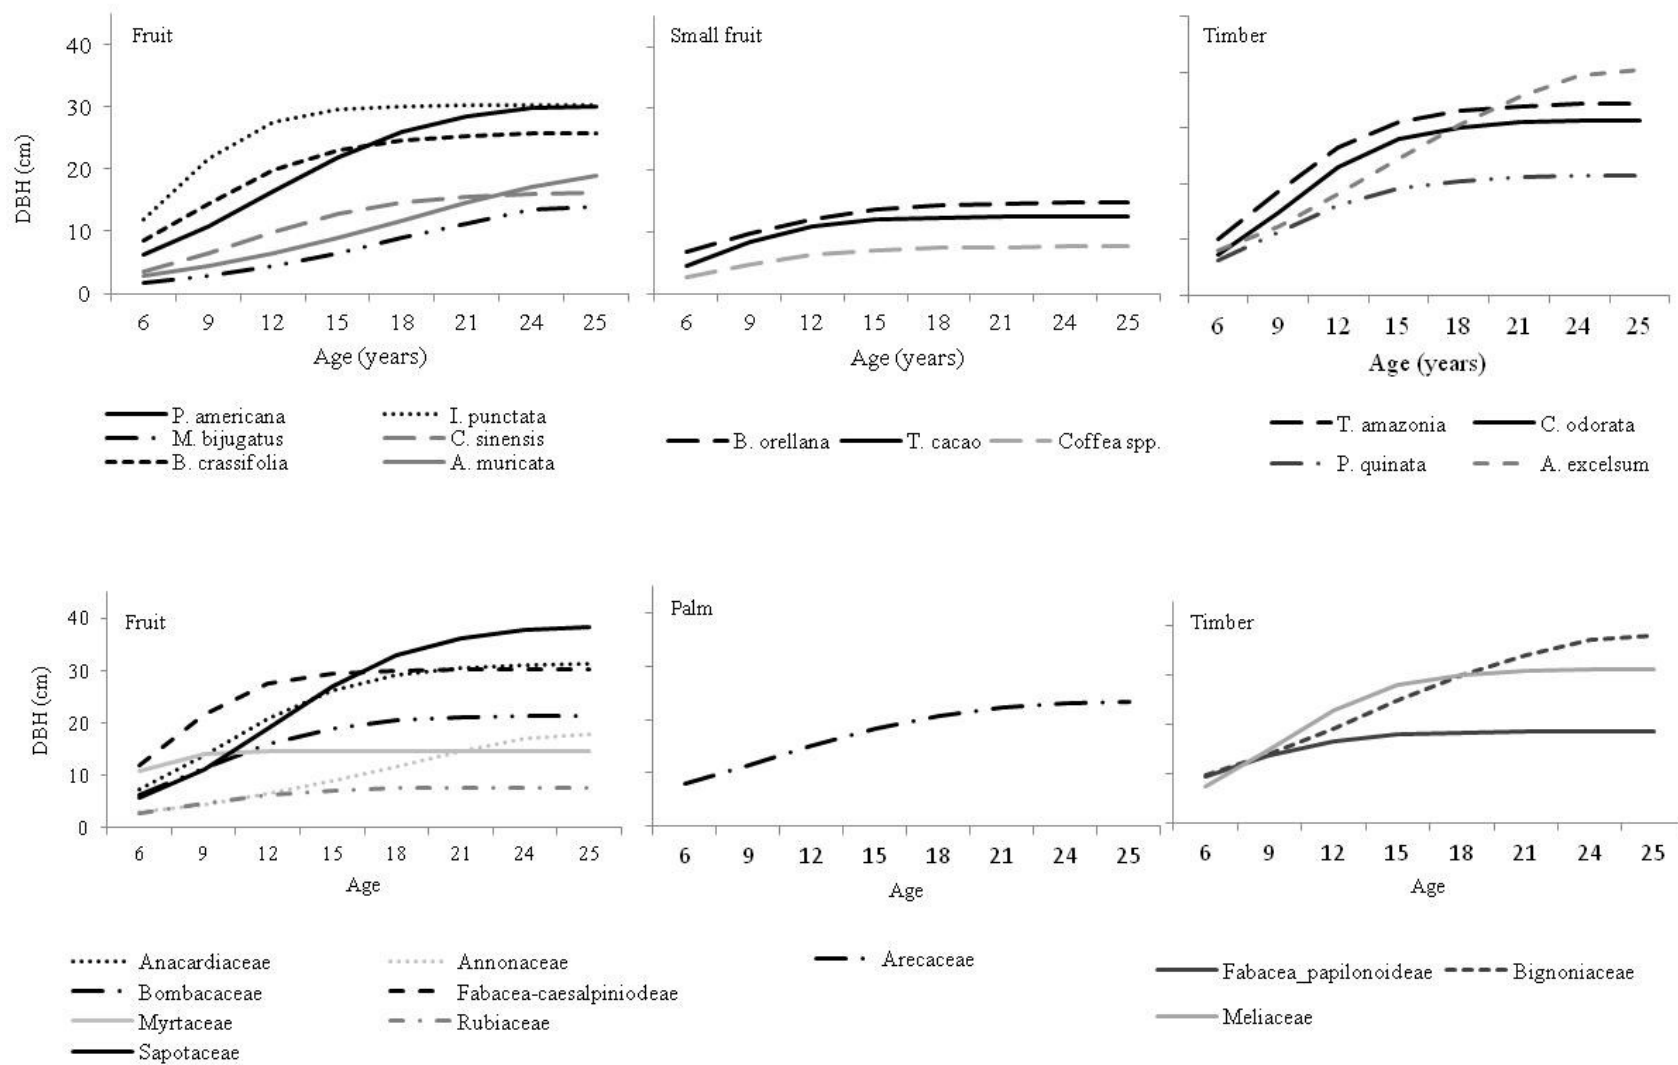 Fruit
Small fruit
Timber
40
30
20
10
0
DBH (cm)
6 9 12 15 18 21 24 25
Age (years)
6 9 12 15 18 21 24 25
Age (years)
6 9 12 15 18 21 24 25
Age (years)
P. americana
I. punctata
M. bijugatus
C. sinensis
B. crassifolia
A. muricata
B. orellana
T. cacao
Coffea spp.
T. amazonia
C. odorata
P. quinata
A. excelsum
Fruit
Palm
Timber
40
30
20
10
0
DBH (cm)
6 9 12 15 18 21 24 25
Age
6 9 12 15 18 21 24 25
Age
6 9 12 15 18 21 24 25
Age
Anacardiaceae
Annonaceae
Bombacaceae
Fabacea-caesalpiniodeae
Myrtaceae
Rubiaceae
Sapotaceae
Arecaceae
Fabacea_papilonoideae
Bignoniaceae
Meliaceae